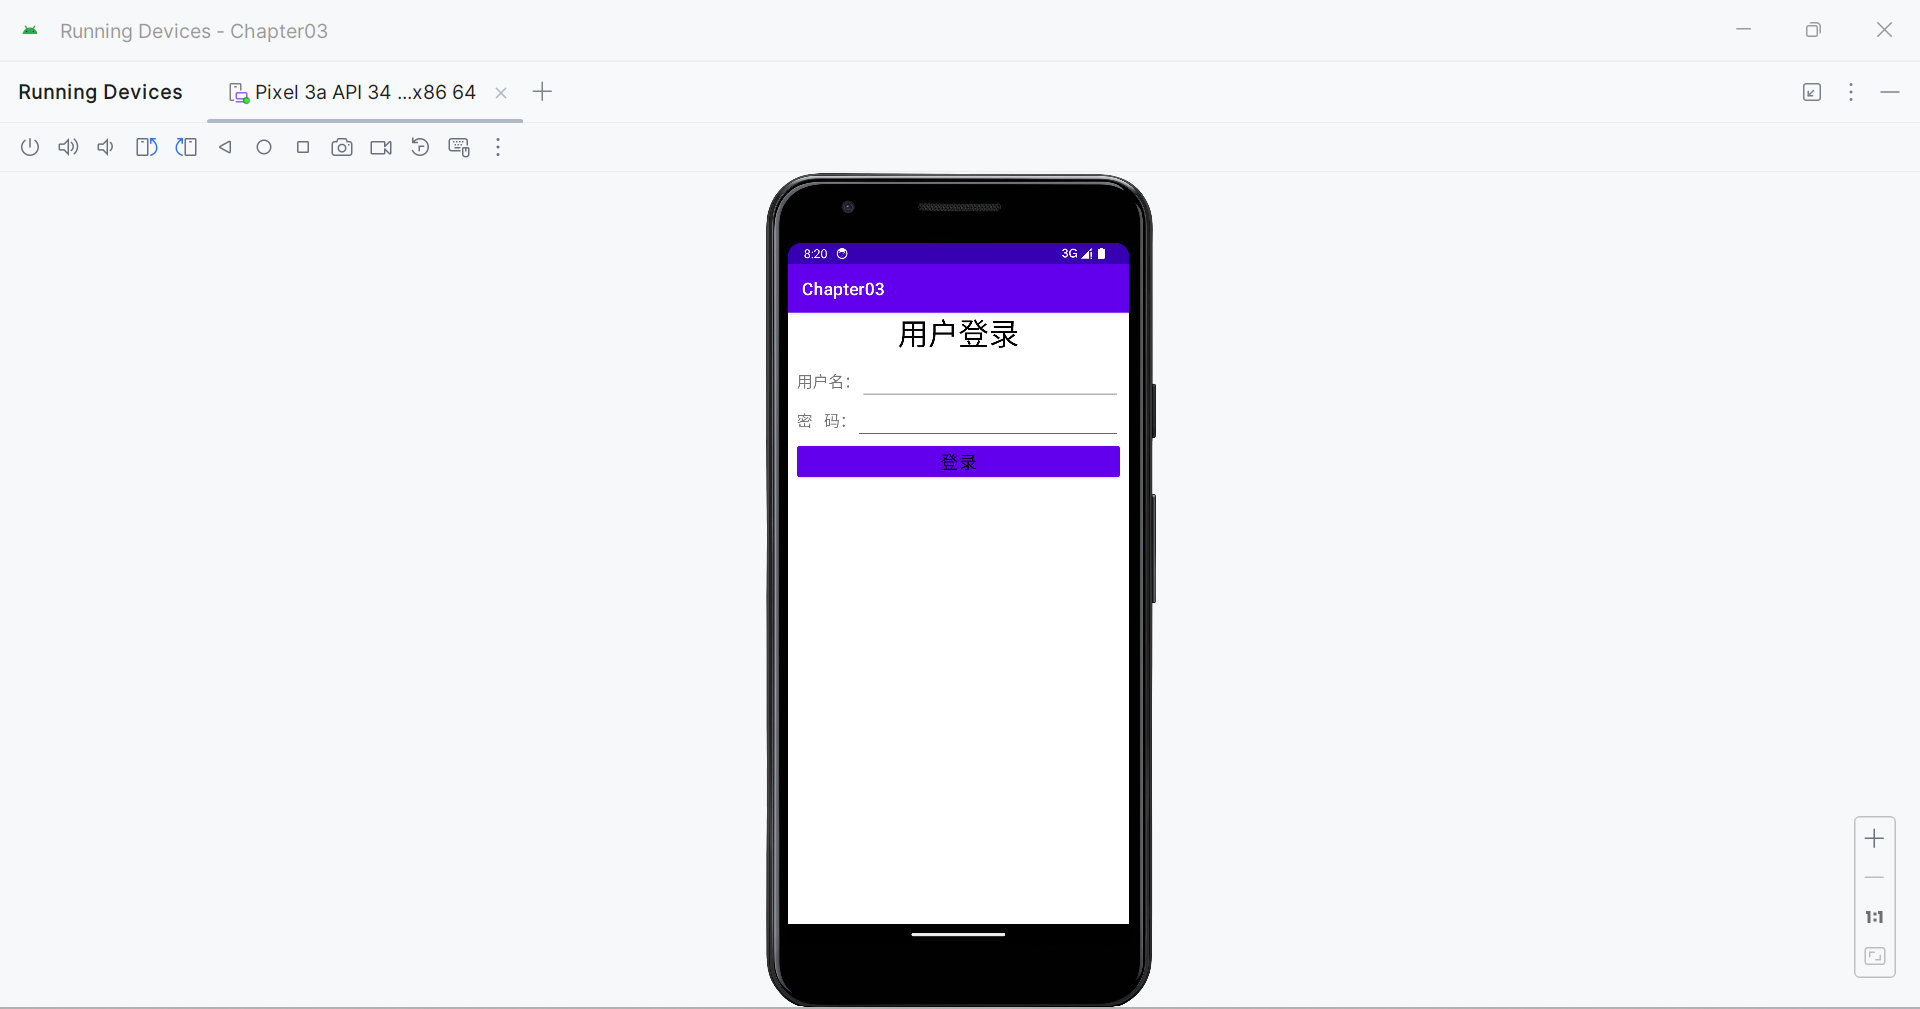 Running Devices - Chapter03
Running Devices
Pixel 3a API 34 ...x86 64
8:20
3G
Chapter03
用户登录
用户名：
密 码：
登录
1:1